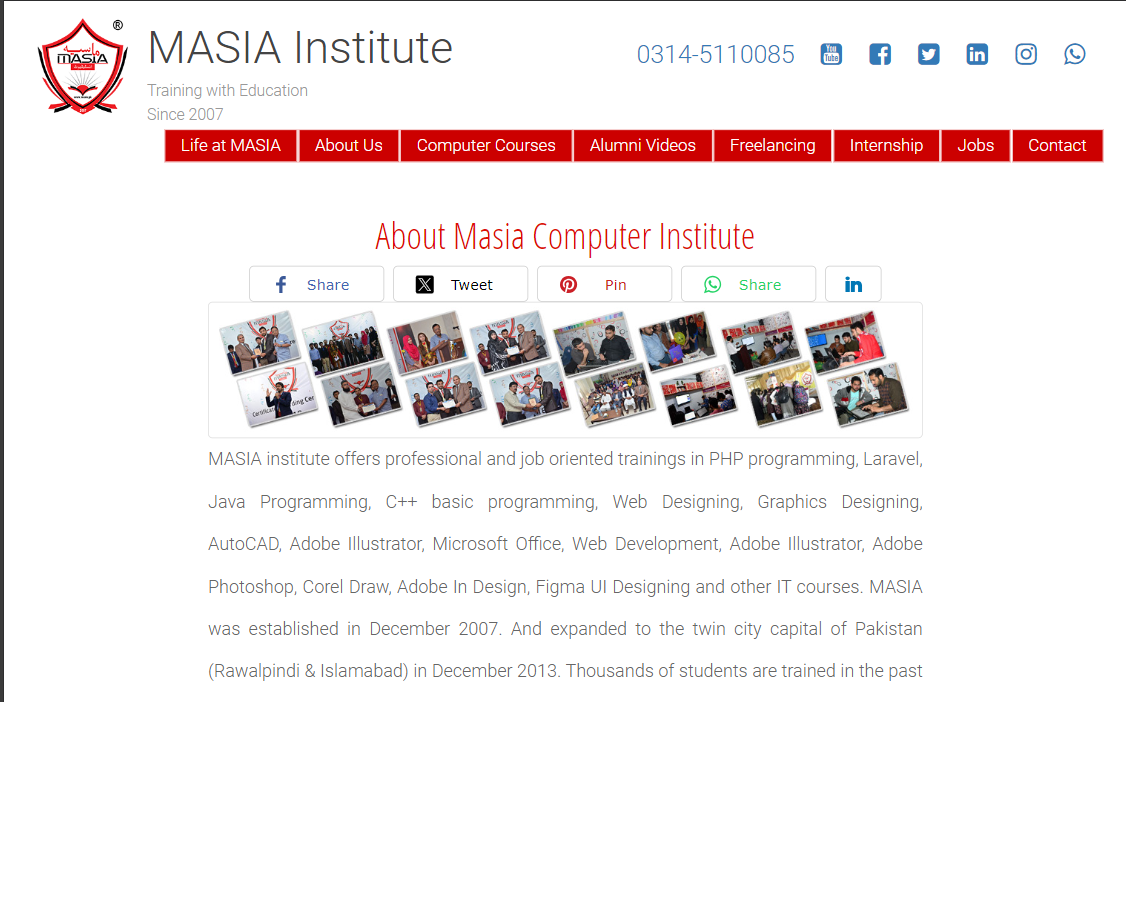 ®
ماسیه
MASIA
MASIA Institute
Training with Education
Since 2007
0314-5110085
You
Tube
Life at MASIA
About Us
Computer Courses
Alumni Videos
Freelancing
Internship
Jobs
Contact
About Masia Computer Institute
Share
Tweet
Pin
Share
MASIA institute offers professional and job oriented trainings in PHP programming, Laravel,
Java Programming, C++ basic programming, Web Designing, Graphics Designing,
AutoCAD, Adobe Illustrator, Microsoft Office, Web Development, Adobe Illustrator, Adobe
Photoshop, Corel Draw, Adobe In Design, Figma UI Designing and other IT courses. MASIA
was established in December 2007. And expanded to the twin city capital of Pakistan
(Rawalpindi & Islamabad) in December 2013. Thousands of students are trained in the past